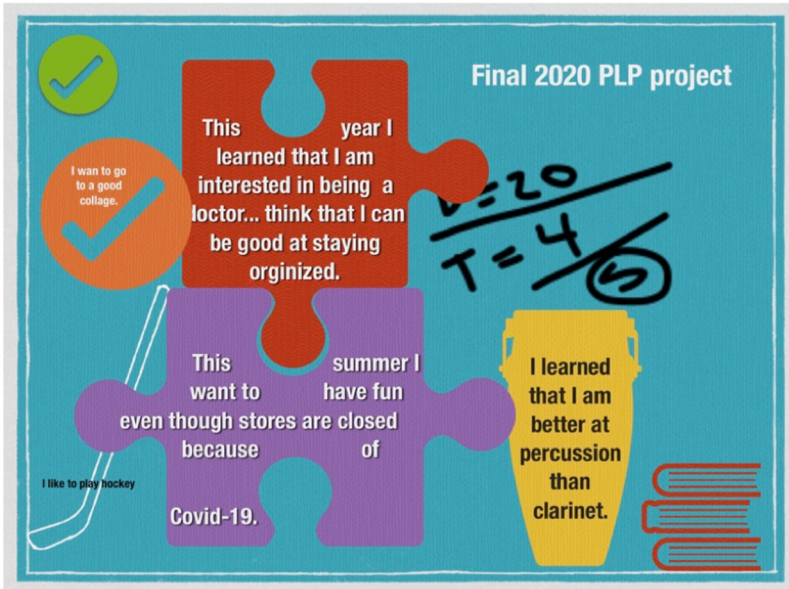 Final 2020 PLP project
This year I
learned that I am
interested in being a
doctor... think that I can
be good at staying
orginized.
I wan to go
to a good
collage.
=20
T = 4
5
This summer I
want to have fun
even though stores are closed
because of
Covid-19.
I like to play hockey
I learned
that I am
better at
percussion
than
clarinet.